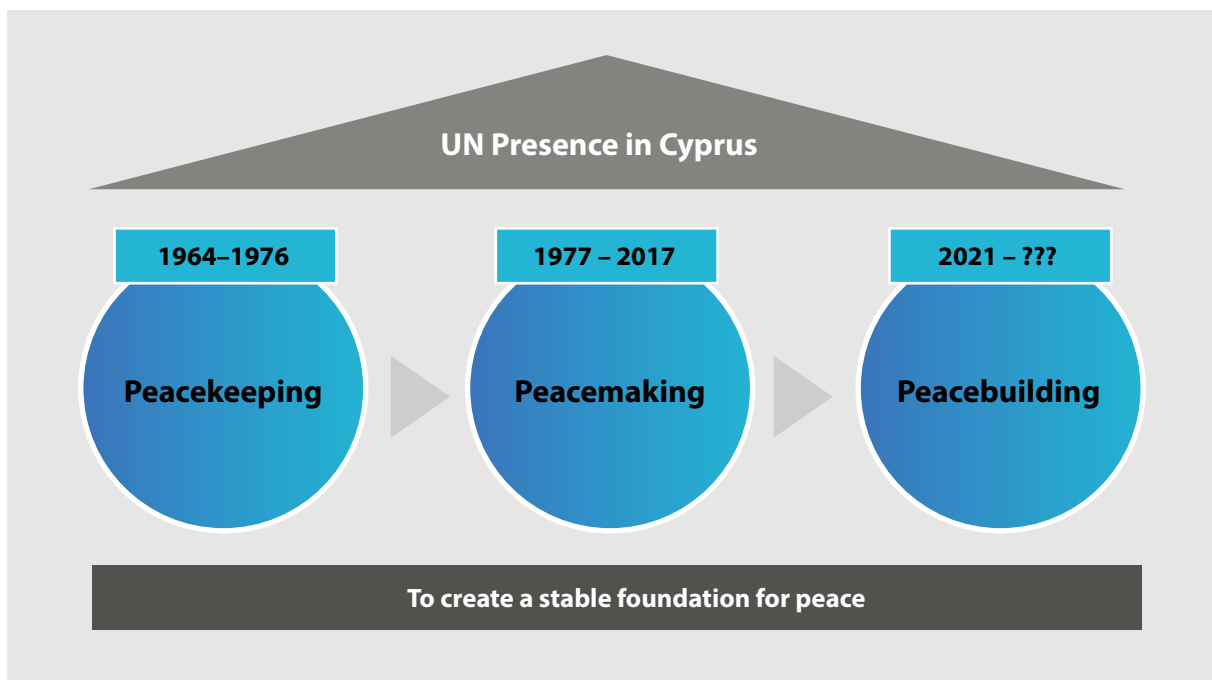 UN Presence in Cyprus
1964–1976
1977 – 2017
2021 – ???
Peacekeeping
Peacemaking
Peacebuilding
To create a stable foundation for peace